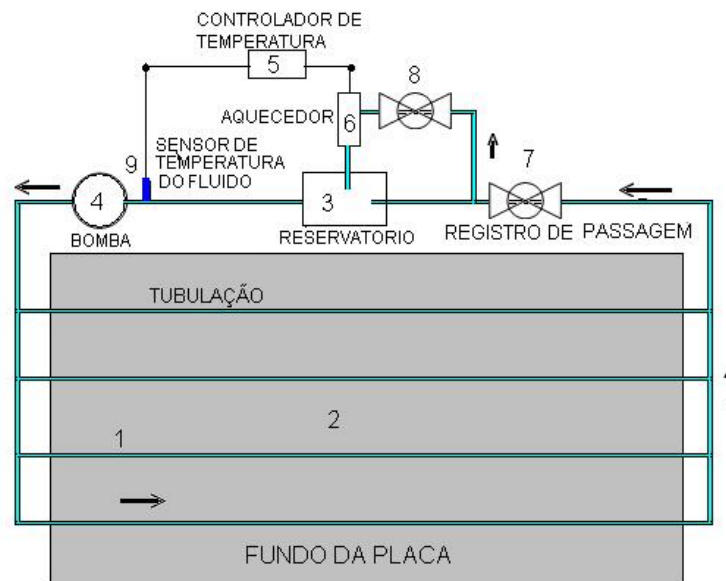 CONTROLADOR DE
TEMPERATURA
5
8
AQUECEDOR
6
9
SENSOR DE
TEMPERATURA
DO FLUIDO
7
4
3
BOMBA
RESERVATORIO
REGISTRO DE PASSAGEM
TUBULAÇÃO
1
2
FUNDO DA PLACA